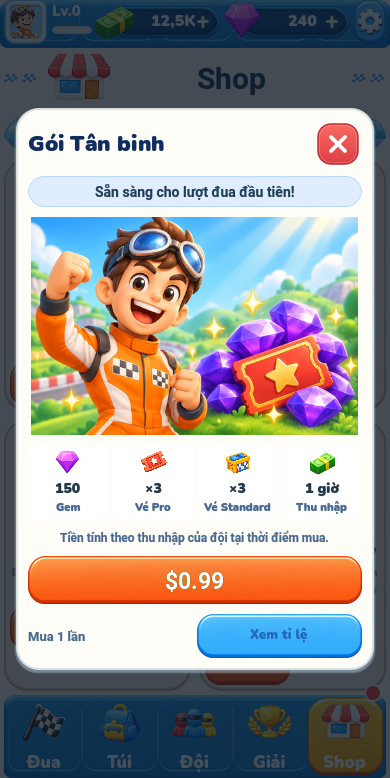 Lv.0
12,5K+
240 +
Shop
Gói Tân binh
Sẵn sàng cho lượt đua đầu tiên!
150
Gem
×3
Vé Pro
×3
Vé Standard
1 giờ
Thu nhập
Tiền tính theo thu nhập của đội tại thời điểm mua.
$0.99
Mua 1 lần
Xem tỉ lệ
Đua
Túi
Đội
Giải
Shop